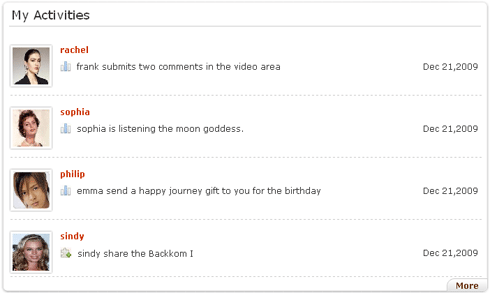 My Activities
rachel
frank submits two comments in the video area Dec 21,2009
sophia
sophia is listening the moon goddess. Dec 21,2009
philip
emma send a happy journey gift to you for the birthday Dec 21,2009
sindy
sindy share the Backkom I Dec 21,2009
More